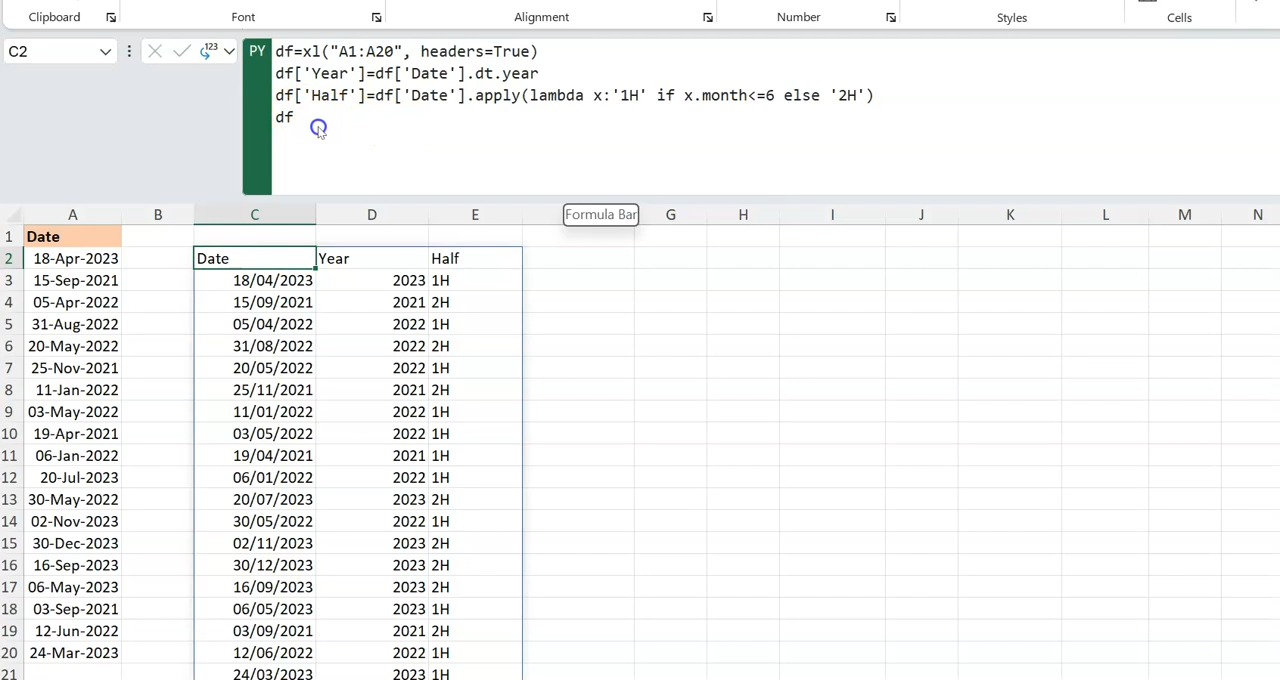 Clipboard Font Alignment Number Styles Cells
C2 123 PY df=xl("A1:A20", headers=True)
df['Year']=df['Date'].dt.year
df['Half']=df['Date'].apply(lambda x:'1H' if x.month<=6 else '2H')
df
A B C D E Formula Bar G H I J K L M N
1 Date
2 18-Apr-2023 Date Year Half
3 15-Sep-2021 18/04/2023 2023 1H
4 05-Apr-2022 15/09/2021 2021 2H
5 31-Aug-2022 05/04/2022 2022 1H
6 20-May-2022 31/08/2022 2022 2H
7 25-Nov-2021 20/05/2022 2022 1H
8 11-Jan-2022 25/11/2021 2021 2H
9 03-May-2022 11/01/2022 2022 1H
10 19-Apr-2021 03/05/2022 2022 1H
11 06-Jan-2022 19/04/2021 2021 1H
12 20-Jul-2023 06/01/2022 2022 1H
13 30-May-2022 20/07/2023 2023 2H
14 02-Nov-2023 30/05/2022 2022 1H
15 30-Dec-2023 02/11/2023 2023 2H
16 16-Sep-2023 30/12/2023 2023 2H
17 06-May-2023 16/09/2023 2023 2H
18 03-Sep-2021 06/05/2023 2023 1H
19 12-Jun-2022 03/09/2021 2021 2H
20 24-Mar-2023 12/06/2022 2022 1H
21 24/03/2023 2023 1H